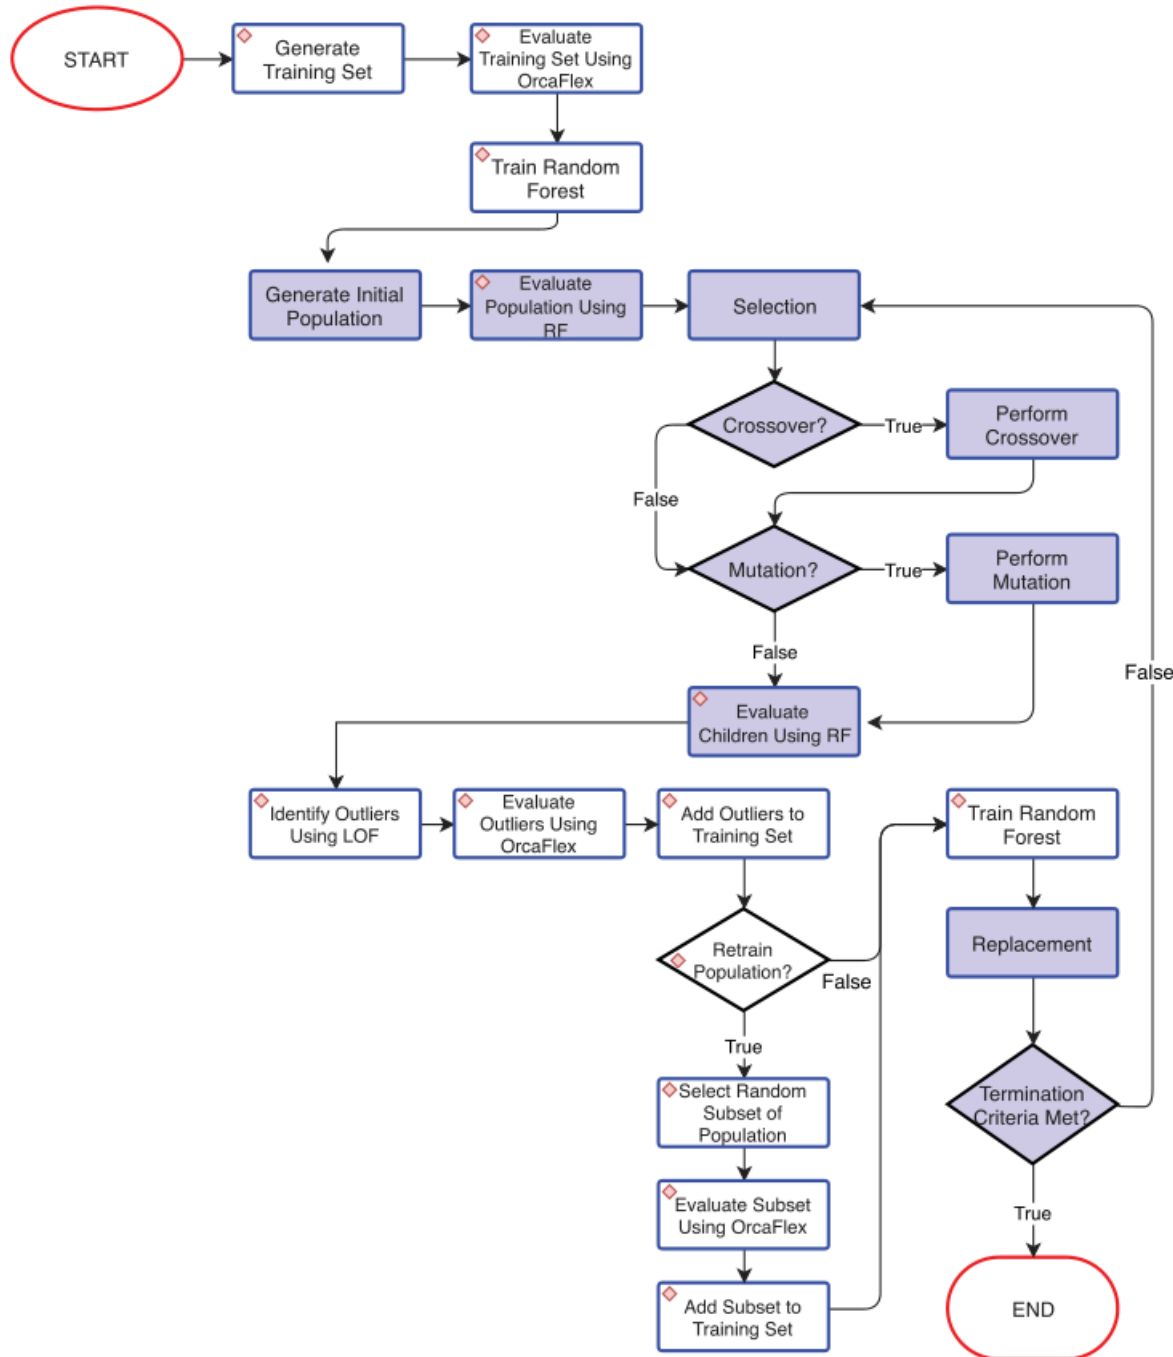 START
Generate
Training Set
Evaluate
Training Set Using
OrcaFlex
Train Random
Forest
Generate Initial
Population
Evaluate
Population Using
RF
Selection
Crossover?
True
Perform
Crossover
False
Mutation?
True
Perform
Mutation
False
False
Evaluate
Children Using RF
Identify Outliers
Using LOF
Evaluate
Outliers Using
OrcaFlex
Add Outliers to
Training Set
Train Random
Forest
Retrain
Population?
False
Replacement
True
Select Random
Subset of
Population
Termination
Criteria Met?
Evaluate Subset
Using OrcaFlex
True
Add Subset to
Training Set
END